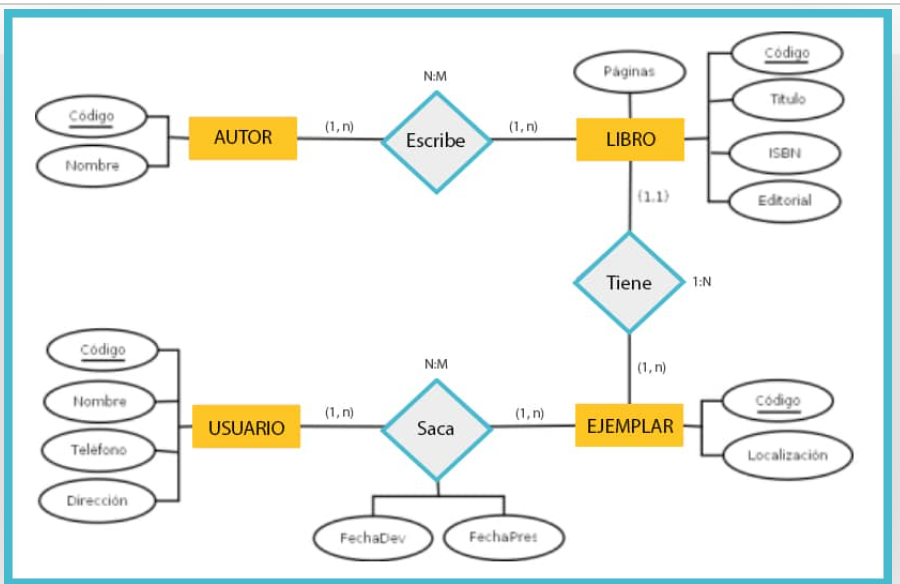 N:M
Páginas
Código
Código
Nombre
AUTOR
(1, n)
Escribe
(1, n)
LIBRO
Titulo
ISBN
Editorial
(1.1)
Tiene
1:N
(1, n)
Código
Nombre
Teléfono
Dirección
USUARIO
(1, n)
N:M
Saca
(1, n)
EJEMPLAR
Código
Localización
FechaDev
FechaPres